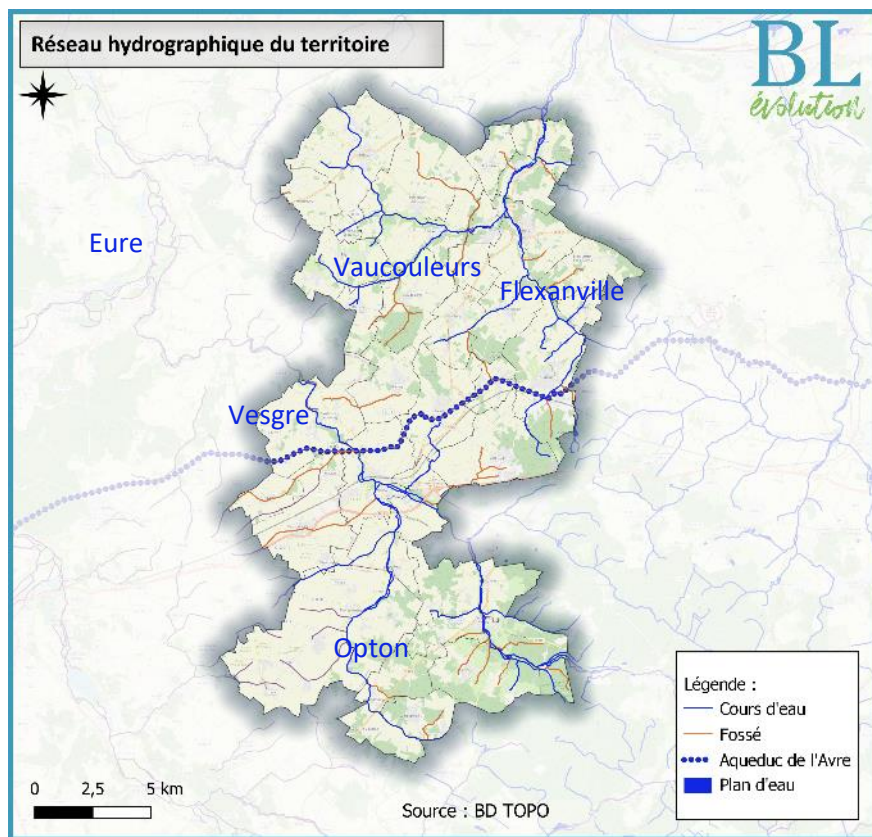 Réseau hydrographique du territoire
BL
évolution
Eure
Vaucouleurs
Flexanville
Vesgre
Opton
Légende :
Cours d'eau
Fossé
Aqueduc de l'Avre
Plan d'eau
0 2,5 5 km
Source : BD TOPO